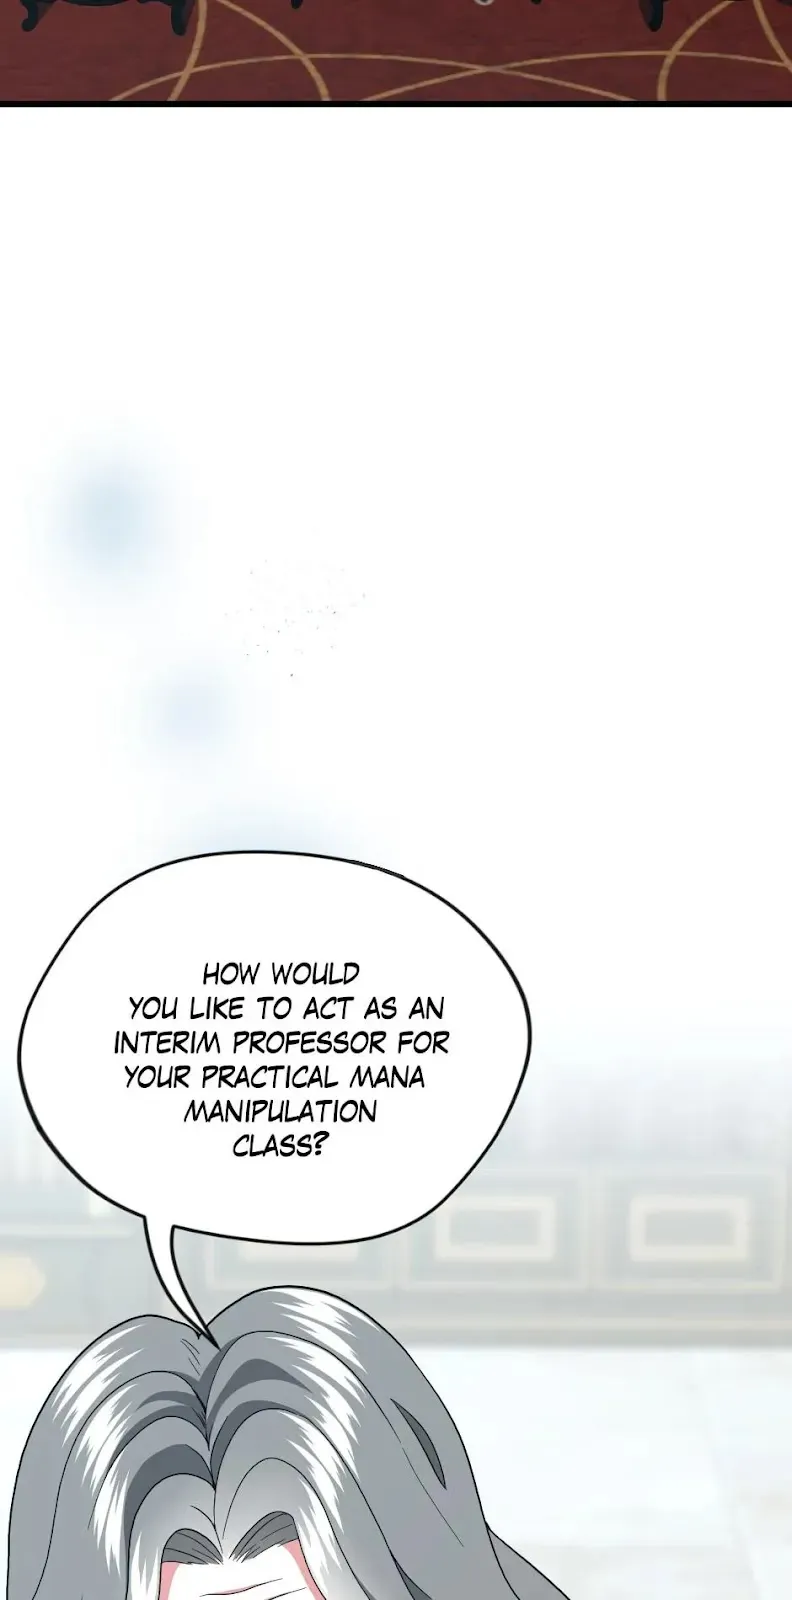 HOW WOULD
YOU LIKE TO ACT AS AN
INTERIM PROFESSOR FOR
YOUR PRACTICAL MANA
MANIPULATION
CLASS?